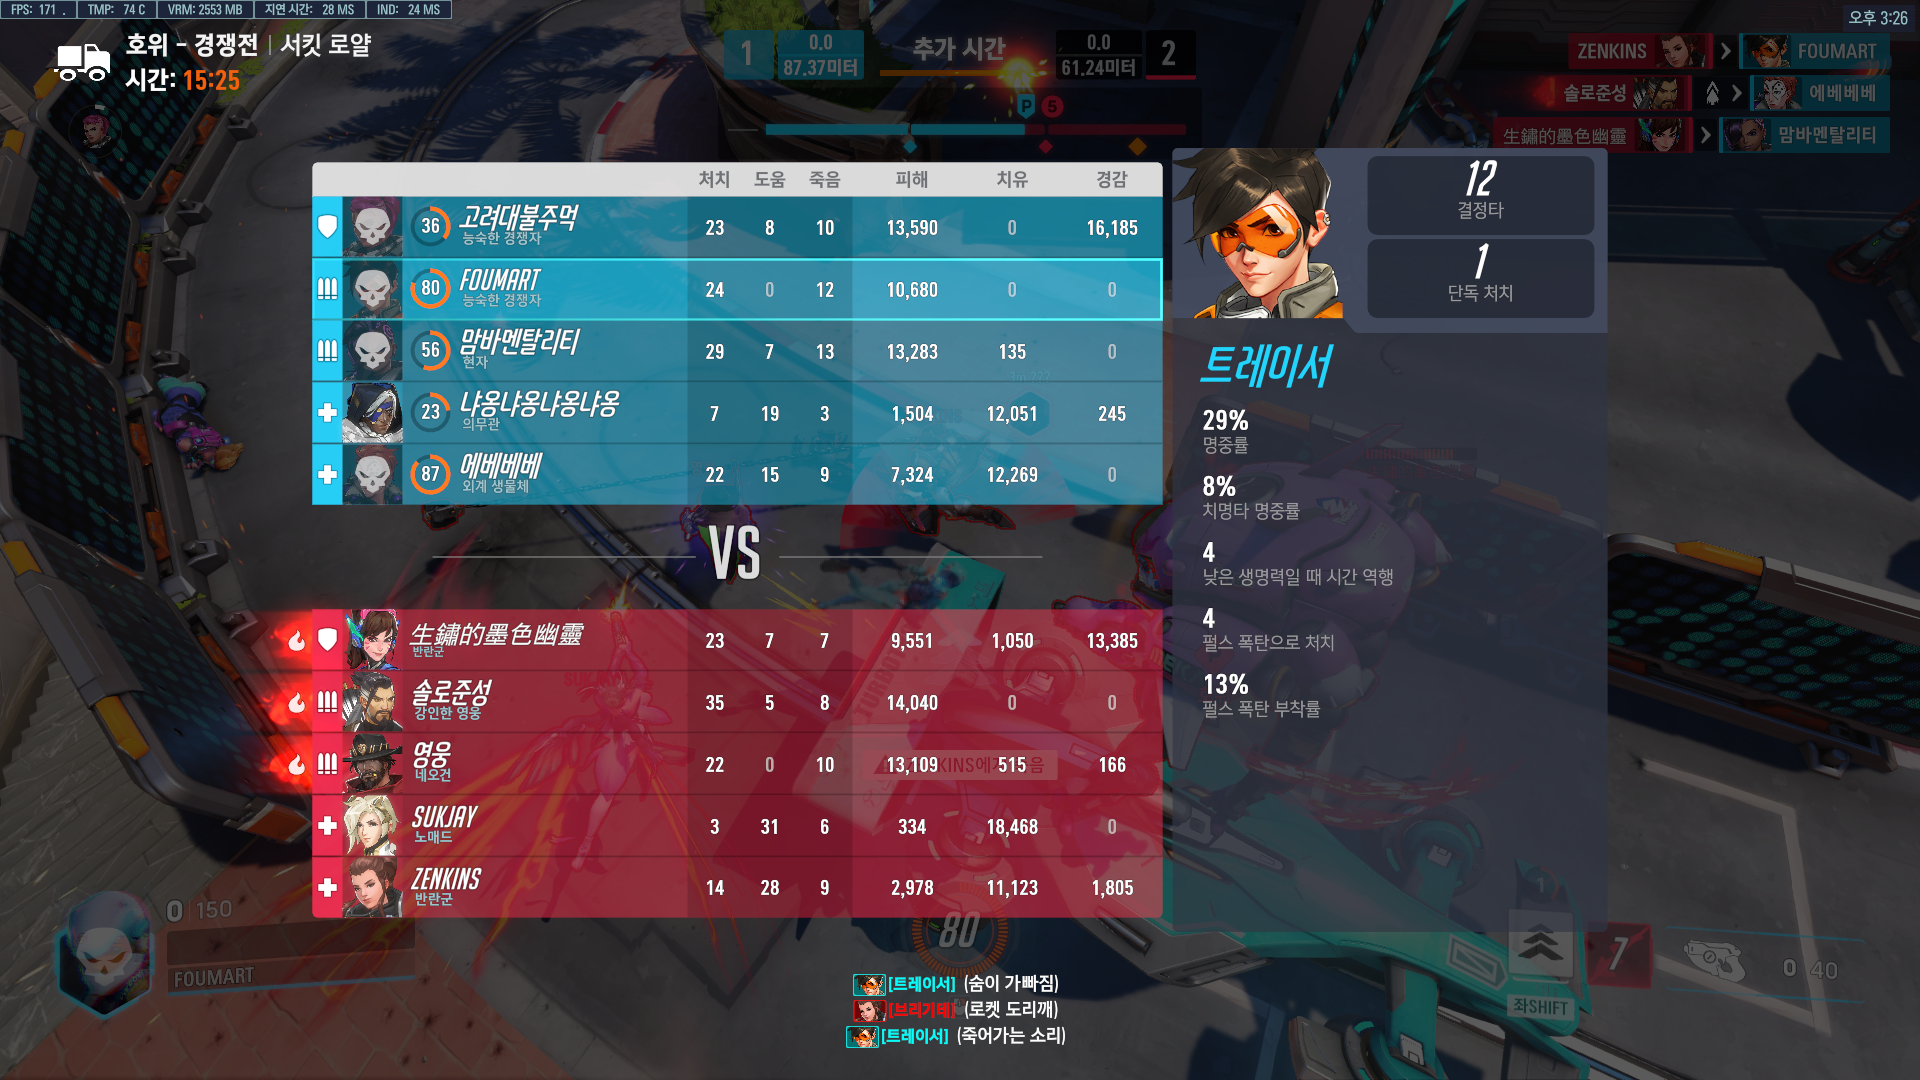 FPS: 171 TMP: 74 C VRM: 2553 MB 지연 시간: 28 MS IND: 24 MS
오후 3:26
호위 - 경쟁전 | 서킷 로얄
시간: 15:25
1 0.0 87.37미터 추가 시간 0.0 61.24미터 2
P 5
ZENKINS FOUMART
솔로준성 에베베베
生鏽的墨色幽靈 맘바멘탈리티
처치 도움 죽음 피해 치유 경감
36 고려대불주먹 23 8 10 13,590 0 16,185
능숙한 경쟁자
80 FOUMART 24 0 12 10,680 0 0
능숙한 경쟁자
56 맘바멘탈리티 29 7 13 13,283 135 0
현자
23 냐옹냐옹냐옹냐옹 7 19 3 1,504 12,051 245
의무관
87 에베베베 22 15 9 7,324 12,269 0
외계 생물체
VS
生鏽的墨色幽靈 23 7 7 9,551 1,050 13,385
반란군
솔로준성 35 5 8 14,040 0 0
강인한 영웅
영웅 22 0 10 13,109 515 166
네오건
SUKJAY 3 31 6 334 18,468 0
노매드
ZENKINS 14 28 9 2,978 11,123 1,805
반란군
12
결정타
1
단독 처치
트레이서
29%
명중률
8%
치명타 명중률
4
낮은 생명력일 때 시간 역행
4
펄스 폭탄으로 처치
13%
펄스 폭탄 부착률
0 150
FOUMART
80
7
0 40
좌SHIFT
[트레이서] (숨이 가빠짐)
[브리기테] (로켓 도리깨)
[트레이서] (죽어가는 소리)